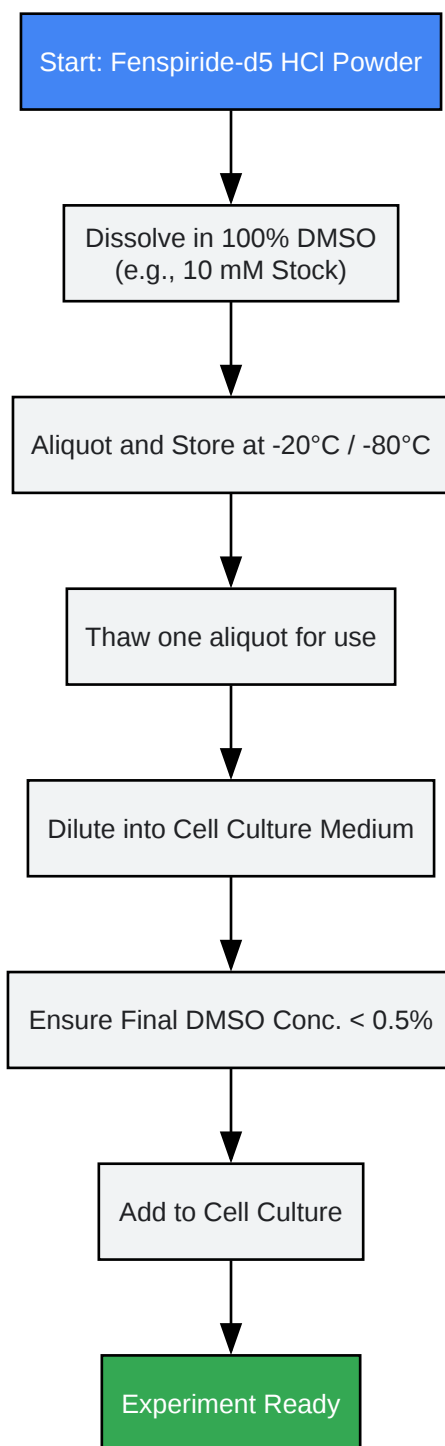 Start: Fenspiride-d5 HCl Powder
Dissolve in 100% DMSO
(e.g., 10 mM Stock)
Aliquot and Store at -20°C / -80°C
Thaw one aliquot for use
Dilute into Cell Culture Medium
Ensure Final DMSO Conc. < 0.5%
Add to Cell Culture
Experiment Ready